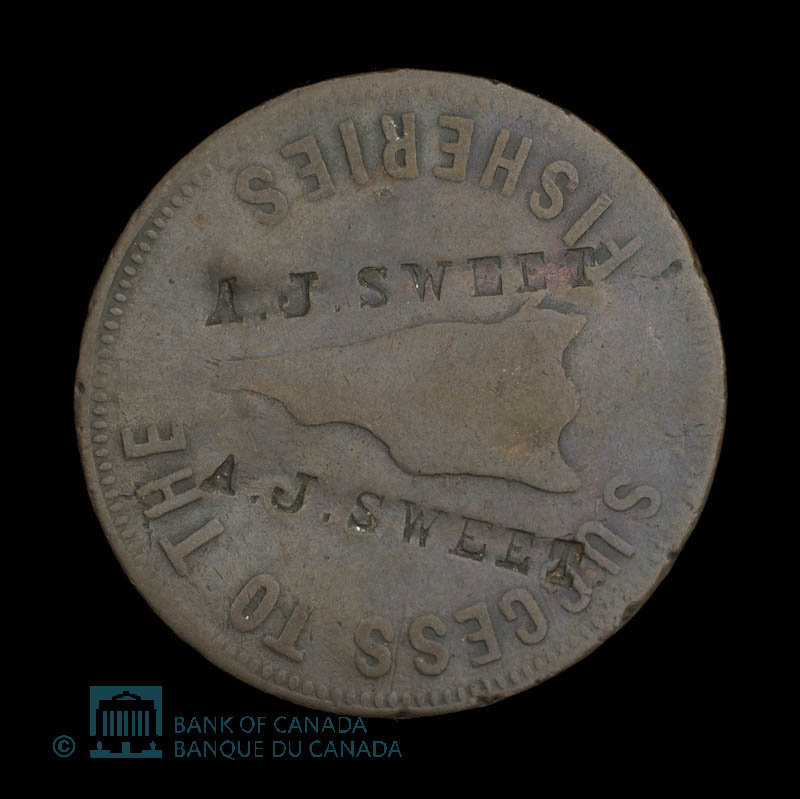 SUCCESS TO THE
FISHERIES
A.J.SWEET
A.J.SWEET
© BANK OF CANADA
BANQUE DU CANADA